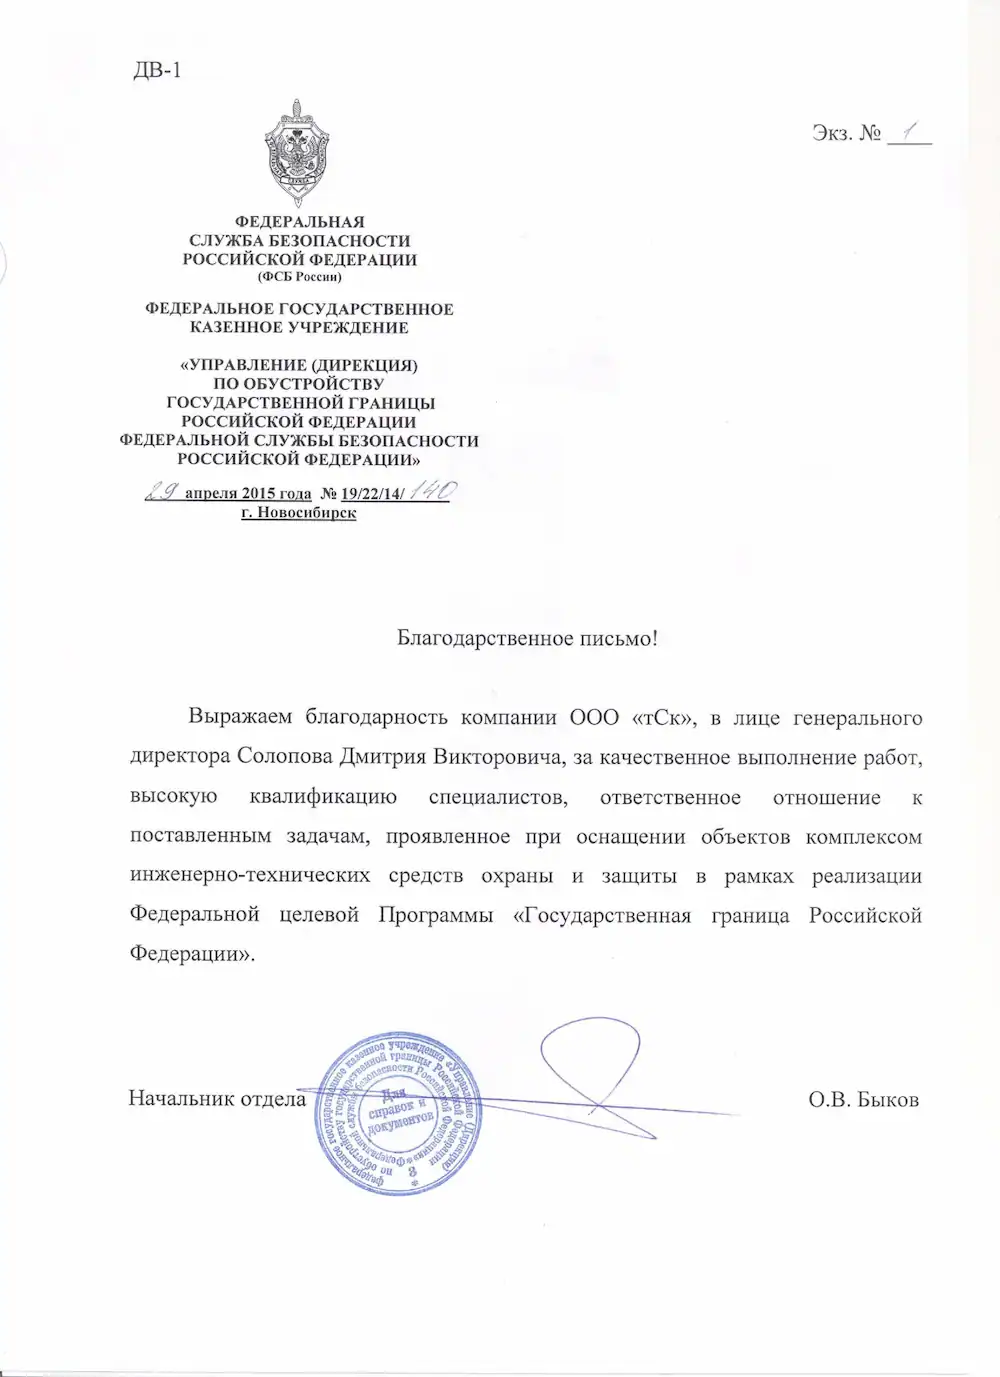 ДВ-1
Экз. № 1
ФЕДЕРАЛЬНАЯ
СЛУЖБА БЕЗОПАСНОСТИ
РОССИЙСКОЙ ФЕДЕРАЦИИ
(ФСБ России)
ФЕДЕРАЛЬНОЕ ГОСУДАРСТВЕННОЕ
КАЗЕННОЕ УЧРЕЖДЕНИЕ
«УПРАВЛЕНИЕ (ДИРЕКЦИЯ)
ПО ОБУСТРОЙСТВУ
ГОСУДАРСТВЕННОЙ ГРАНИЦЫ
РОССИЙСКОЙ ФЕДЕРАЦИИ
ФЕДЕРАЛЬНОЙ СЛУЖБЫ БЕЗОПАСНОСТИ
РОССИЙСКОЙ ФЕДЕРАЦИИ»
29 апреля 2015 года № 19/22/14/140
г. Новосибирск
Благодарственное письмо!
Выражаем благодарность компании ООО «тСк», в лице генерального
директора Солопова Дмитрия Викторовича, за качественное выполнение работ,
высокую квалификацию специалистов, ответственное отношение к
поставленным задачам, проявленное при оснащении объектов комплексом
инженерно-технических средств охраны и защиты в рамках реализации
Федеральной целевой Программы «Государственная граница Российской
Федерации».
Начальник отдела
О.В. Быков
федеральное государственное казенное учреждение «Управление (Дирекция)
по обустройству государственной границы Российской Федерации
Федеральной службы безопасности Российской Федерации»
Для
справок и
документов
8